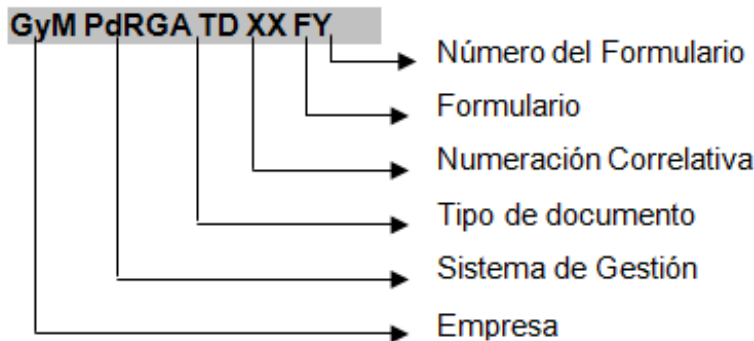 GyM PdRGA TD XX FY
Número del Formulario
Formulario
Numeración Correlativa
Tipo de documento
Sistema de Gestión
Empresa